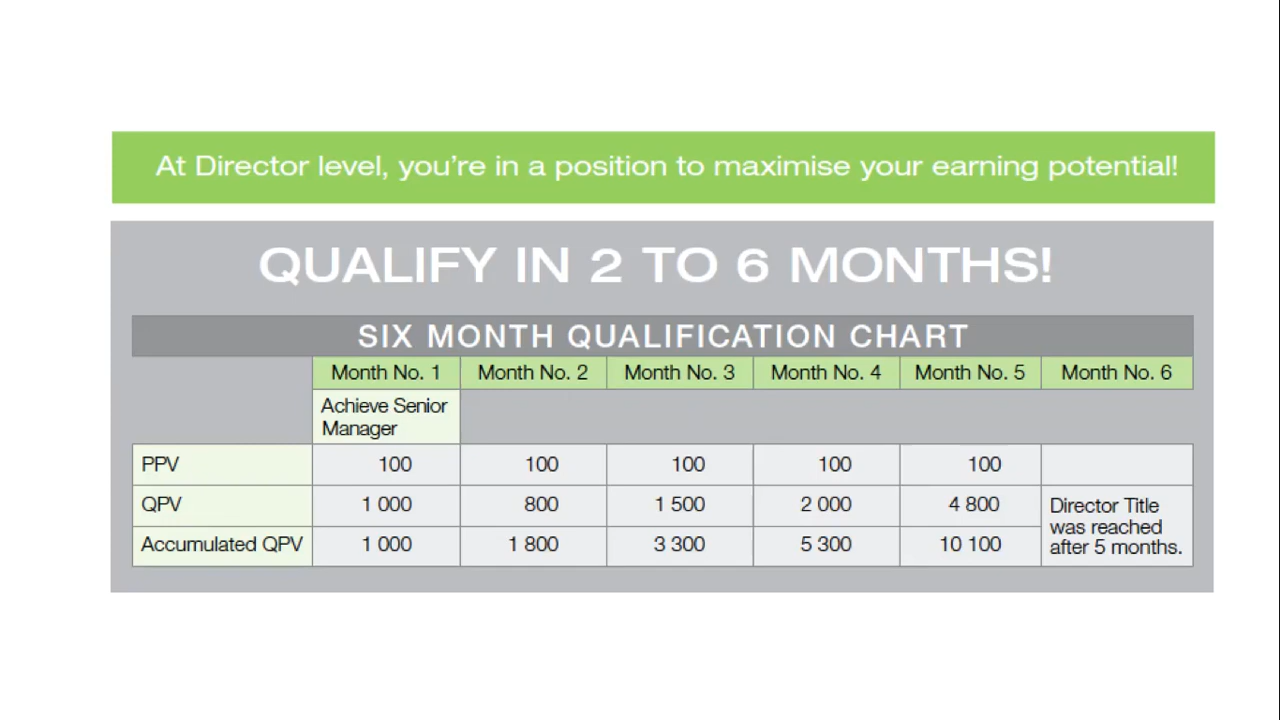 At Director level, you're in a position to maximise your earning potential!
QUALIFY IN 2 TO 6 MONTHS!
SIX MONTH QUALIFICATION CHART
Month No. 1 Month No. 2 Month No. 3 Month No. 4 Month No. 5 Month No. 6
Achieve Senior
Manager
PPV 100 100 100 100 100
QPV 1 000 800 1 500 2 000 4 800
Accumulated QPV 1 000 1 800 3 300 5 300 10 100
Director Title
was reached
after 5 months.